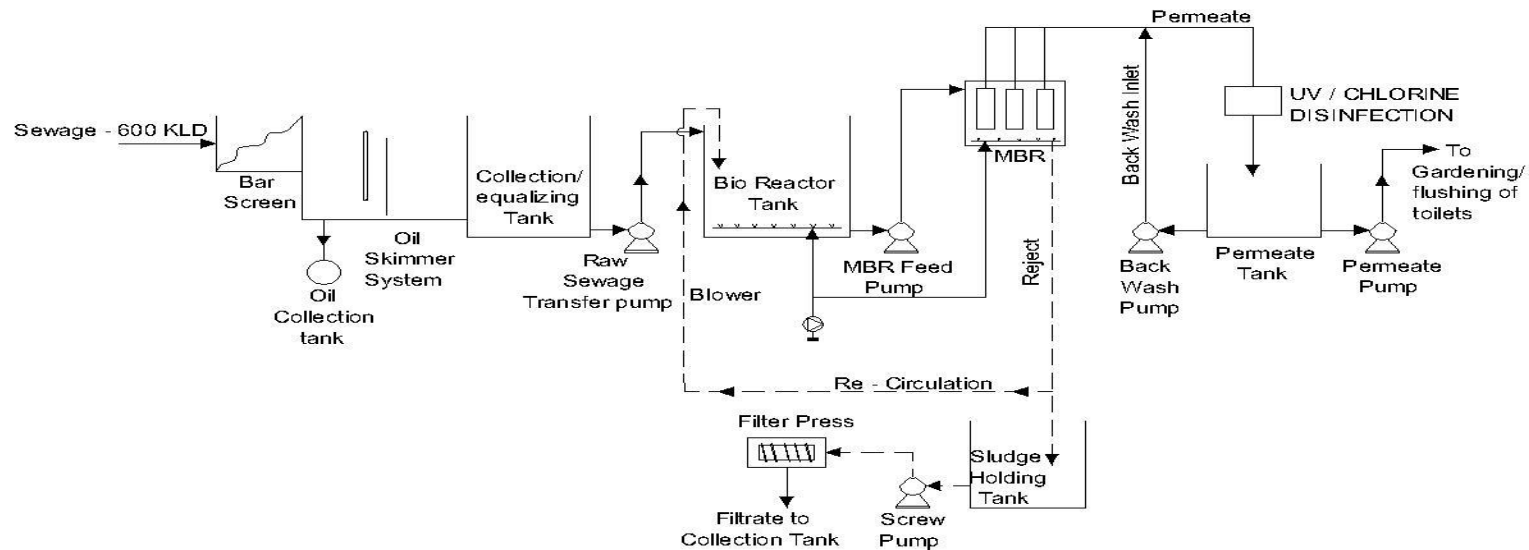 Sewage - 600 KLD
Bar
Screen
Oil
Skimmer
System
Oil
Collection
tank
Collection/
equalizing
Tank
Raw
Sewage
Transfer pump
Blower
Bio Reactor
Tank
MBR Feed
Pump
MBR
Permeate
Back Wash Inlet
UV / CHLORINE
DISINFECTION
To
Gardening/
flushing of
toilets
Back
Wash
Pump
Permeate
Tank
Permeate
Pump
Reject
Re - Circulation
Filter Press
Filtrate to
Collection Tank
Screw
Pump
Sludge
Holding
Tank